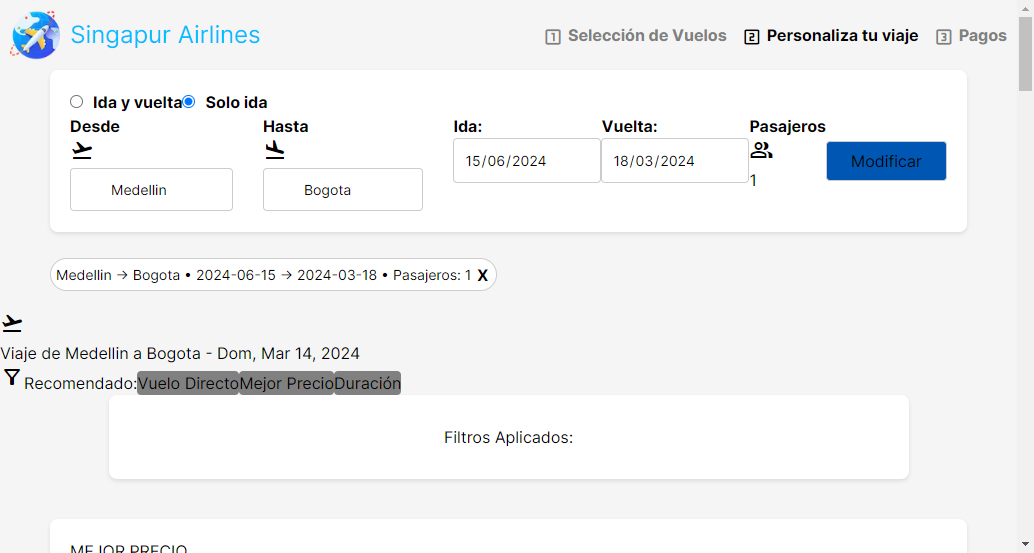 Singapur Airlines
1 Selección de Vuelos 2 Personaliza tu viaje 3 Pagos
Ida y vuelta Solo ida
Desde Hasta Ida: Vuelta: Pasajeros
Medellin Bogota 15/06/2024 18/03/2024 1 Modificar
Medellin → Bogota • 2024-06-15 → 2024-03-18 • Pasajeros: 1 X
Viaje de Medellin a Bogota - Dom, Mar 14, 2024
Recomendado: Vuelo Directo Mejor Precio Duración
Filtros Aplicados:
MEJOR PRECIO